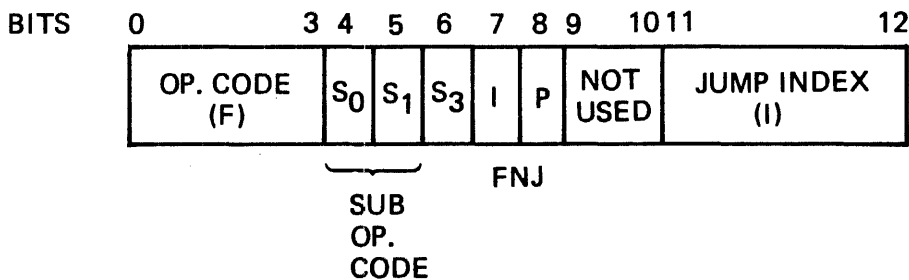 BITS 0 3 4 5 6 7 8 9 10 11 12
OP. CODE S0 S1 S3 I P NOT JUMP INDEX
(F) USED (I)
FNJ
SUB
OP.
CODE